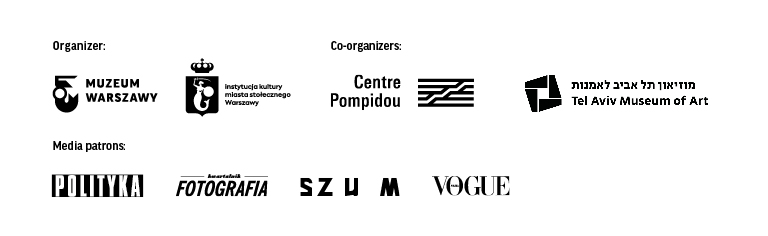 Organizer:
Co-organizers:
MUZEUM
WARSZAWY
instytucja kultury
miasta stołecznego
Warszawy
Centre
Pompidou
מוזיאון תל אביב לאמנות
Tel Aviv Museum of Art
Media patrons:
POLITYKA
kwartalnik
FOTOGRAFIA
SZUM
VOGUE